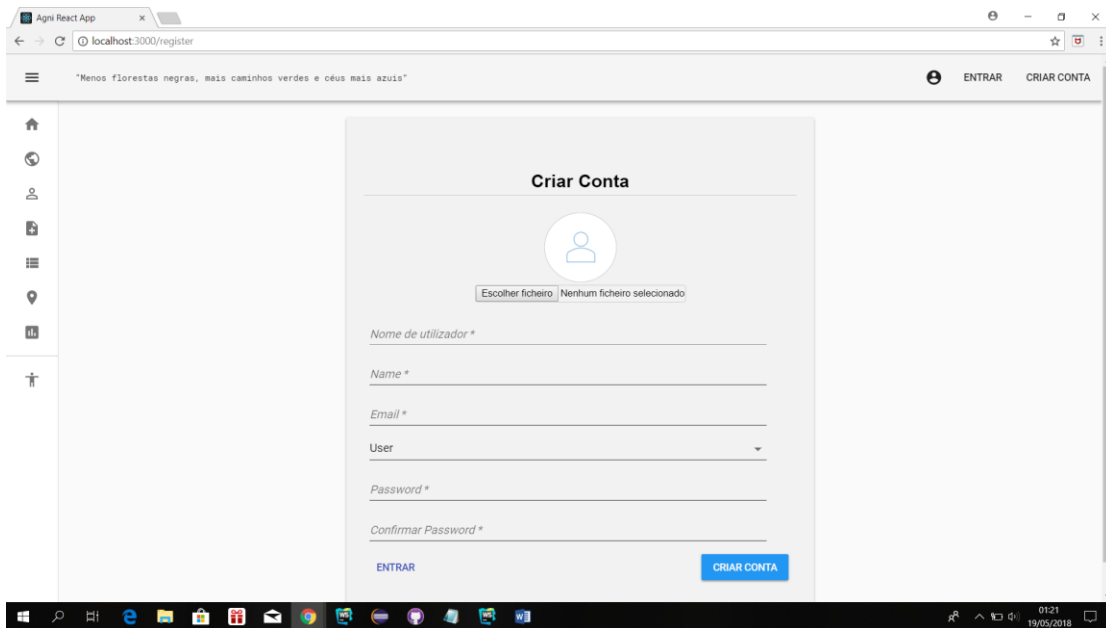 Agni React App
localhost:3000/register
"Menos florestas negras, mais caminhos verdes e céus mais azuis"
ENTRAR
CRIAR CONTA
Criar Conta
Escolher ficheiro Nenhum ficheiro selecionado
Nome de utilizador *
Name *
Email *
User
Password *
Confirmar Password *
ENTRAR
CRIAR CONTA
01:21
19/05/2018